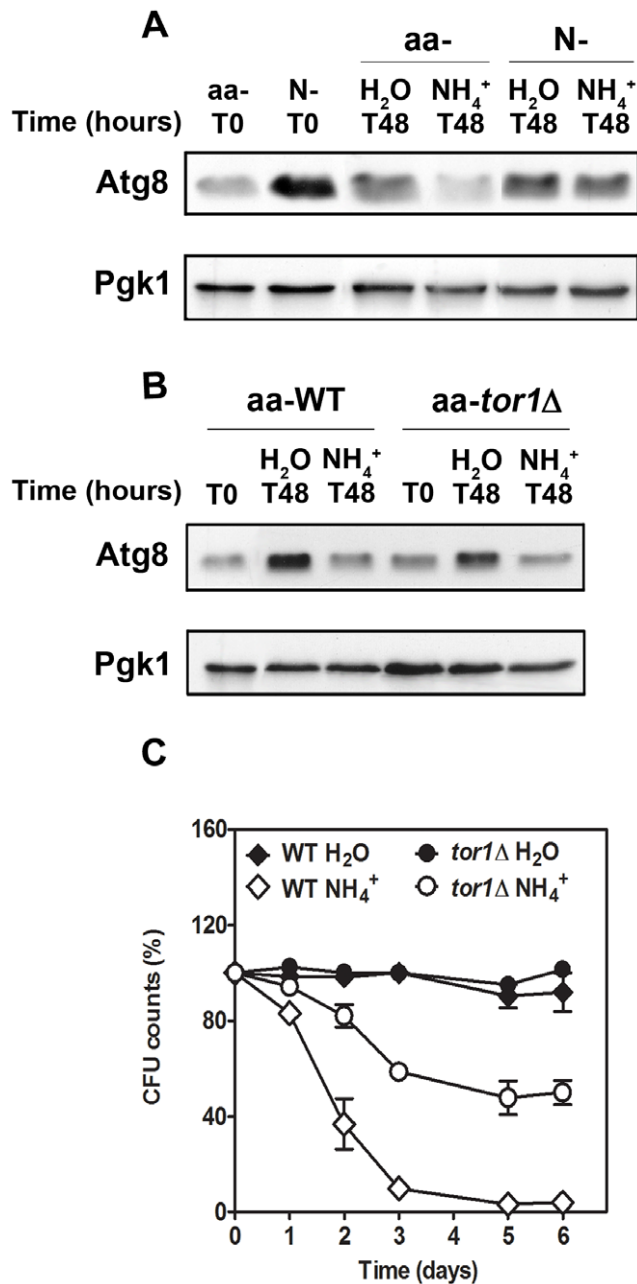 A
aa- N-
aa- N- H₂O NH₄⁺ H₂O NH₄⁺
Time (hours) T0 T0 T48 T48 T48 T48
Atg8
Pgk1
B
aa-WT aa-tor1Δ
H₂O NH₄⁺ H₂O NH₄⁺
Time (hours) T0 T48 T48 T0 T48 T48
Atg8
Pgk1
C
160
WT H₂O tor1Δ H₂O
WT NH₄⁺ tor1Δ NH₄⁺
120
80
40
0
CFU counts (%)
0 1 2 3 4 5 6
Time (days)